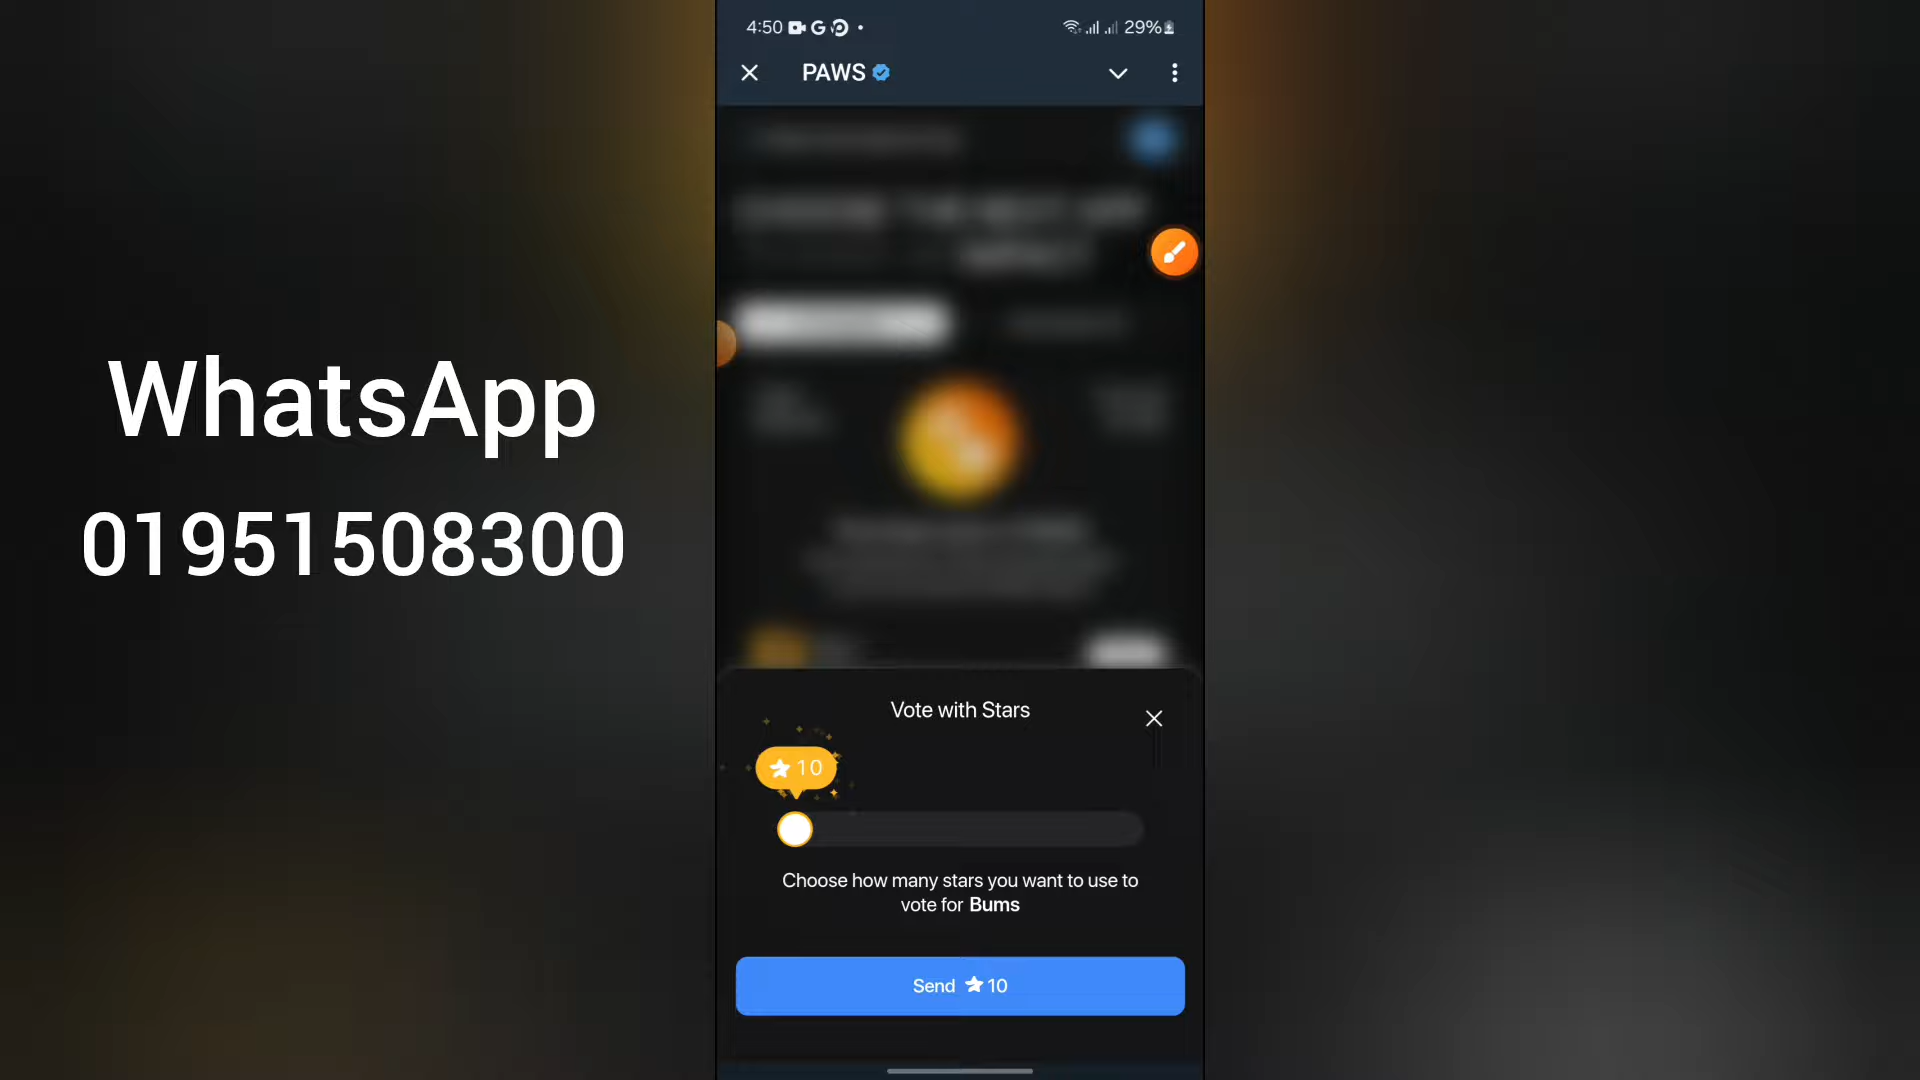 WhatsApp
01951508300
4:50
29%
PAWS
Vote with Stars
10
Choose how many stars you want to use to
vote for Bums
Send 10